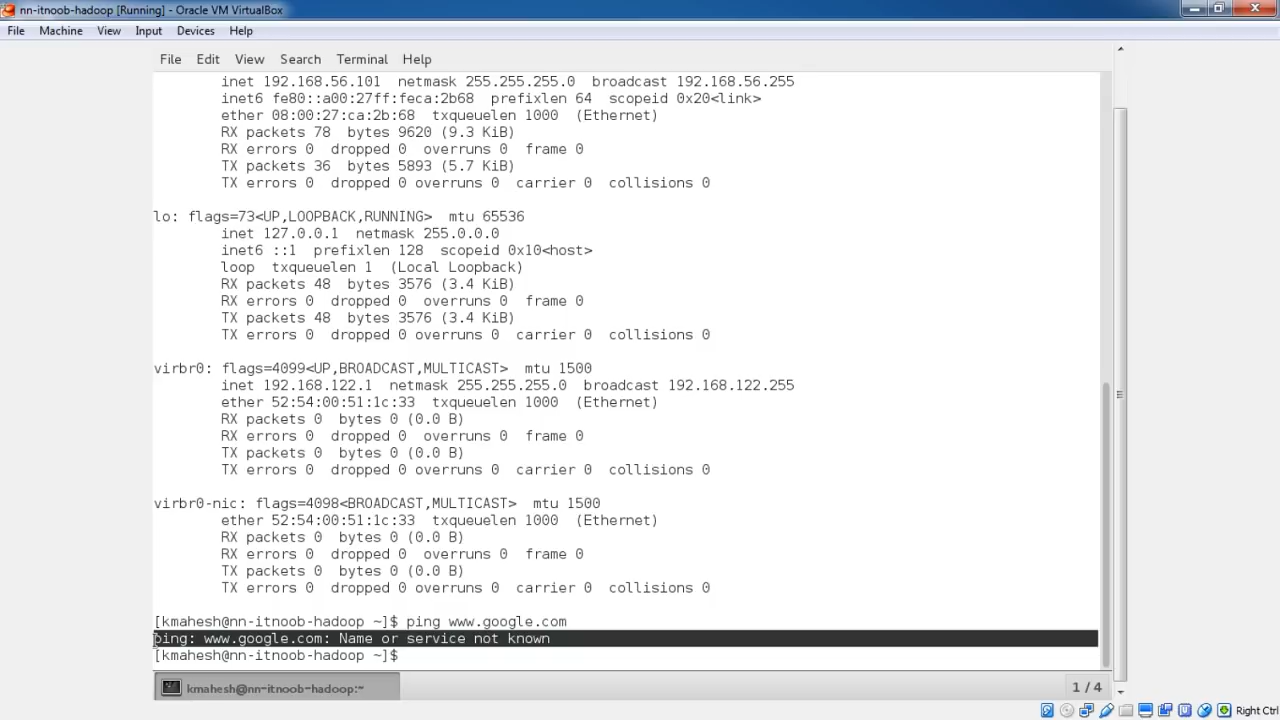 nn-itnoob-hadoop [Running] - Oracle VM VirtualBox
File Machine View Input Devices Help
File Edit View Search Terminal Help
inet 192.168.56.101 netmask 255.255.255.0 broadcast 192.168.56.255
inet6 fe80::a00:27ff:feca:2b68 prefixlen 64 scopeid 0x20<link>
ether 08:00:27:ca:2b:68 txqueuelen 1000 (Ethernet)
RX packets 78 bytes 9620 (9.3 KiB)
RX errors 0 dropped 0 overruns 0 frame 0
TX packets 36 bytes 5893 (5.7 KiB)
TX errors 0 dropped 0 overruns 0 carrier 0 collisions 0
lo: flags=73<UP,LOOPBACK,RUNNING> mtu 65536
inet 127.0.0.1 netmask 255.0.0.0
inet6 ::1 prefixlen 128 scopeid 0x10<host>
loop txqueuelen 1 (Local Loopback)
RX packets 48 bytes 3576 (3.4 KiB)
RX errors 0 dropped 0 overruns 0 frame 0
TX packets 48 bytes 3576 (3.4 KiB)
TX errors 0 dropped 0 overruns 0 carrier 0 collisions 0
virbr0: flags=4099<UP,BROADCAST,MULTICAST> mtu 1500
inet 192.168.122.1 netmask 255.255.255.0 broadcast 192.168.122.255
ether 52:54:00:51:1c:33 txqueuelen 1000 (Ethernet)
RX packets 0 bytes 0 (0.0 B)
RX errors 0 dropped 0 overruns 0 frame 0
TX packets 0 bytes 0 (0.0 B)
TX errors 0 dropped 0 overruns 0 carrier 0 collisions 0
virbr0-nic: flags=4098<BROADCAST,MULTICAST> mtu 1500
ether 52:54:00:51:1c:33 txqueuelen 1000 (Ethernet)
RX packets 0 bytes 0 (0.0 B)
RX errors 0 dropped 0 overruns 0 frame 0
TX packets 0 bytes 0 (0.0 B)
TX errors 0 dropped 0 overruns 0 carrier 0 collisions 0
[kmahesh@nn-itnoob-hadoop ~]$ ping www.google.com
ping: www.google.com: Name or service not known
[kmahesh@nn-itnoob-hadoop ~]$
kmahesh@nn-itnoob-hadoop:~
1 / 4
Right Ctrl